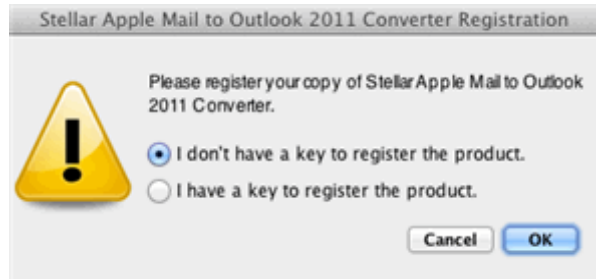 Stellar Apple Mail to Outlook 2011 Converter Registration
Please register your copy of Stellar Apple Mail to Outlook
2011 Converter.
I don't have a key to register the product.
I have a key to register the product.
Cancel OK